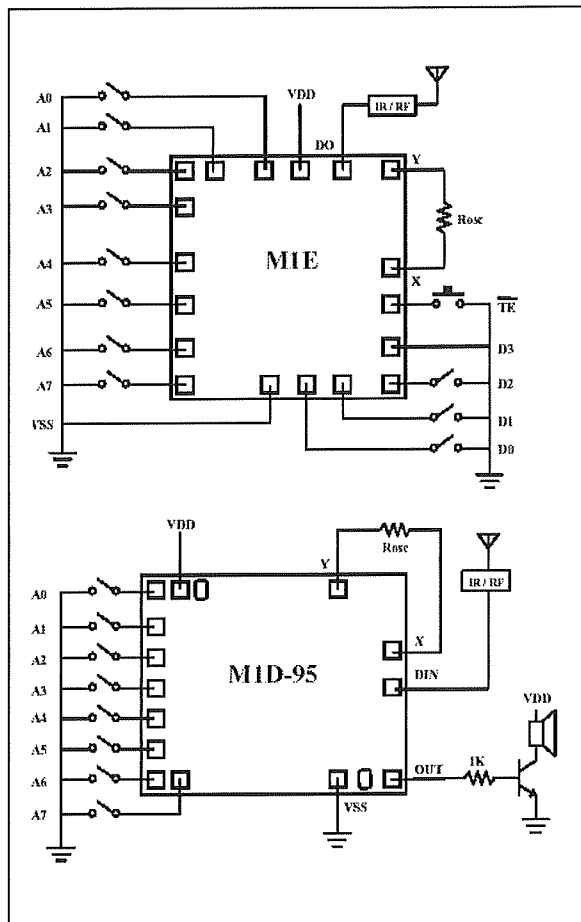 A0
A1
A2
A3
A4
A5
A6
A7
VSS
VDD
DO
IR / RF
Y
Rosc
X
M1E
TE
D3
D2
D1
D0
VDD
Y
Rosc
IR / RF
A0
A1
A2
A3
A4
A5
A6
A7
M1D-95
X
DIN
OUT
1K
VDD
VSS